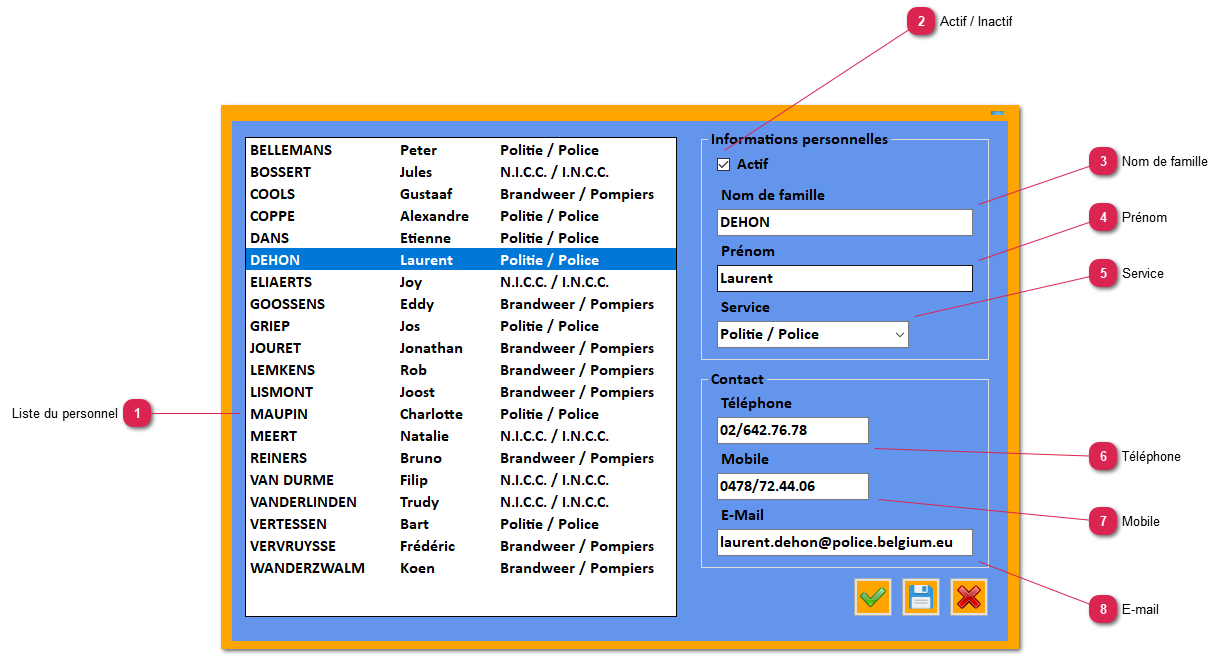 2 Actif / Inactif
BELLEMANS Peter Politie / Police
BOSSERT Jules N.I.C.C. / I.N.C.C.
COOLS Gustaaf Brandweer / Pompiers
COPPE Alexandre Politie / Police
DANS Etienne Politie / Police
DEHON Laurent Politie / Police
ELIAERTS Joy N.I.C.C. / I.N.C.C.
GOOSSENS Eddy Brandweer / Pompiers
GRIEP Jos Politie / Police
JOURET Jonathan Brandweer / Pompiers
LEMKENS Rob Brandweer / Pompiers
LISMONT Joost Brandweer / Pompiers
MAUPIN Charlotte Politie / Police
MEERT Natalie N.I.C.C. / I.N.C.C.
REINERS Bruno Brandweer / Pompiers
VAN DURME Filip N.I.C.C. / I.N.C.C.
VANDERLINDEN Trudy N.I.C.C. / I.N.C.C.
VERTESSEN Bart Politie / Police
VERVRUYSSE Frédéric Brandweer / Pompiers
WANDERZWALM Koen Brandweer / Pompiers
Liste du personnel 1
Informations personnelles
Actif
Nom de famille
DEHON
Prénom
Laurent
Service
Politie / Police
Contact
Téléphone
02/642.76.78
Mobile
0478/72.44.06
E-Mail
laurent.dehon@police.belgium.eu
3 Nom de famille
4 Prénom
5 Service
6 Téléphone
7 Mobile
8 E-mail